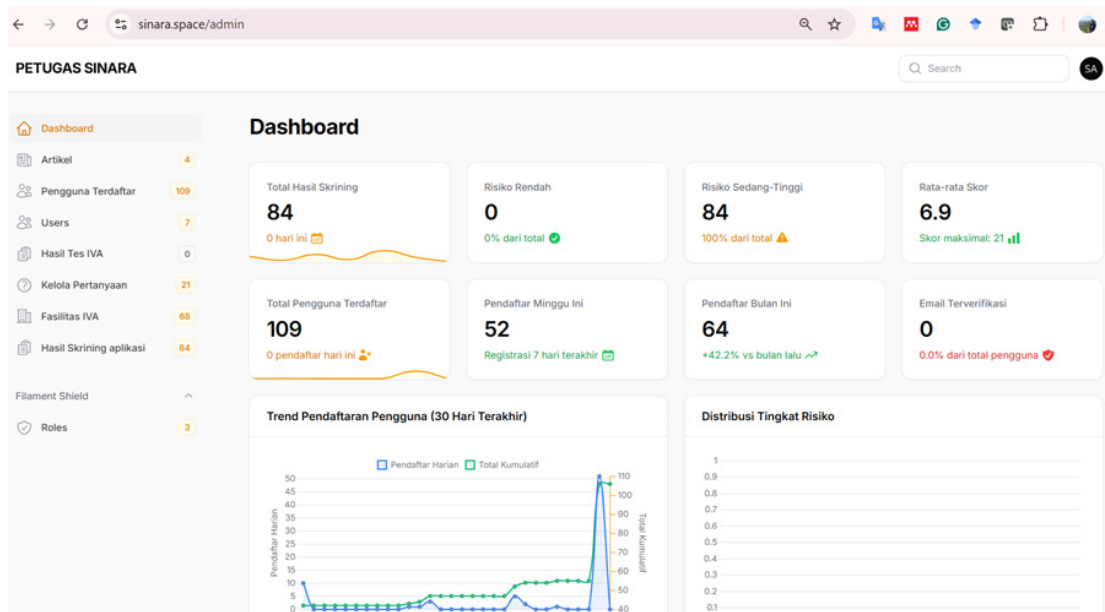 sinara.space/admin
PETUGAS SINARA
Search
SA
Dashboard
Artikel 4
Pengguna Terdaftar 109
Users 7
Hasil Tes IVA 0
Kelola Pertanyaan 21
Fasilitas IVA 68
Hasil Skrining aplikasi 84
Filament Shield
Roles 3
Dashboard
Total Hasil Skrining
84
0 hari ini
Risiko Rendah
0
0% dari total
Risiko Sedang-Tinggi
84
100% dari total
Rata-rata Skor
6.9
Skor maksimal: 21
Total Pengguna Terdaftar
109
0 pendaftar hari ini
Pendaftar Minggu Ini
52
Registrasi 7 hari terakhir
Pendaftar Bulan Ini
64
+42.2% vs bulan lalu
Email Terverifikasi
0
0.0% dari total pengguna
Trend Pendaftaran Pengguna (30 Hari Terakhir)
Pendaftar Harian Total Kumulatif
Pendaftar Harian
50
45
40
35
30
25
20
15
10
5
0
110
100
90
80
70
60
50
40
Total Kumulatif
Distribusi Tingkat Risiko
1
0.9
0.8
0.7
0.6
0.5
0.4
0.3
0.2
0.1